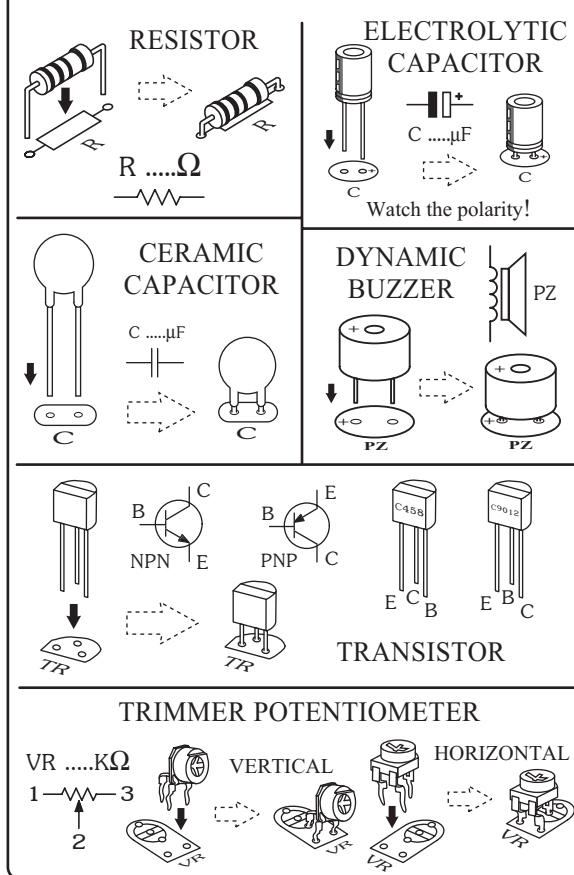 RESISTOR
R
R
R .....Ω
ELECTROLYTIC
CAPACITOR
+
C .....µF
+
C
+
C
Watch the polarity!
CERAMIC
CAPACITOR
C .....µF
C
C
DYNAMIC
BUZZER
PZ
+
+
+
PZ
+
PZ
C
B
E
NPN
E
B
C
PNP
C458
E C B
C9012
E B C
TR
TR
TRANSISTOR
TRIMMER POTENTIOMETER
VR .....KΩ
1 3
2
VERTICAL
VR
VR
HORIZONTAL
VR
VR